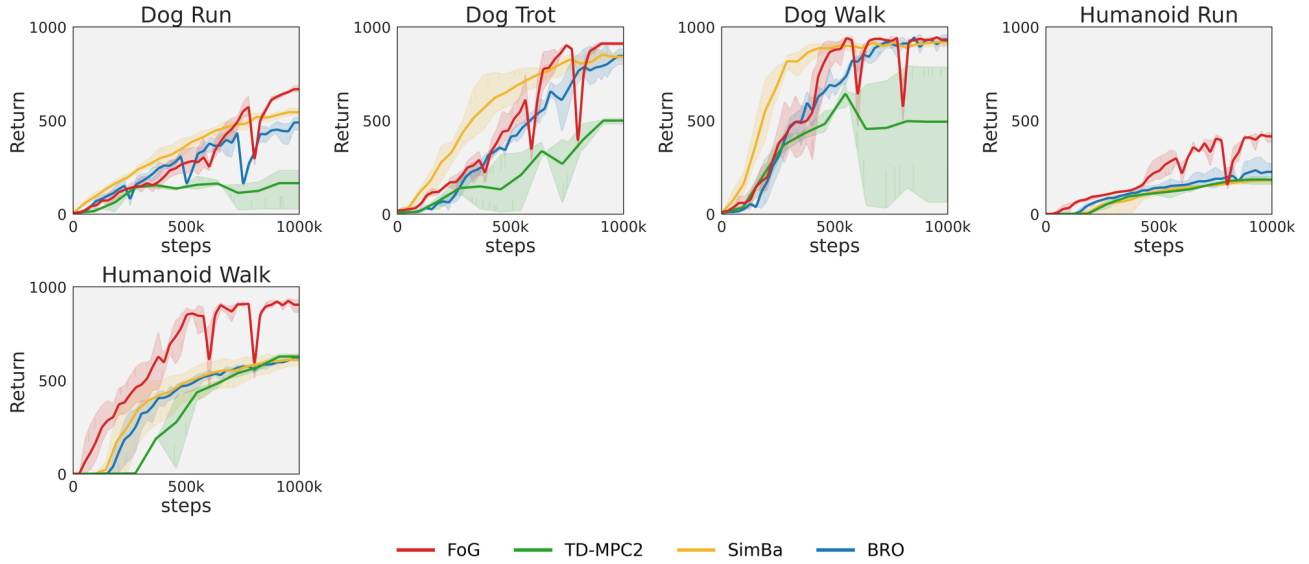 Dog Run
Dog Trot
Dog Walk
Humanoid Run
1000
500
0
Return
0
500k
1000k
steps
1000
500
0
Return
0
500k
1000k
steps
1000
500
0
Return
0
500k
1000k
steps
1000
500
0
Return
0
500k
1000k
steps
Humanoid Walk
1000
500
0
Return
0
500k
1000k
steps
FoG
TD-MPC2
SimBa
BRO